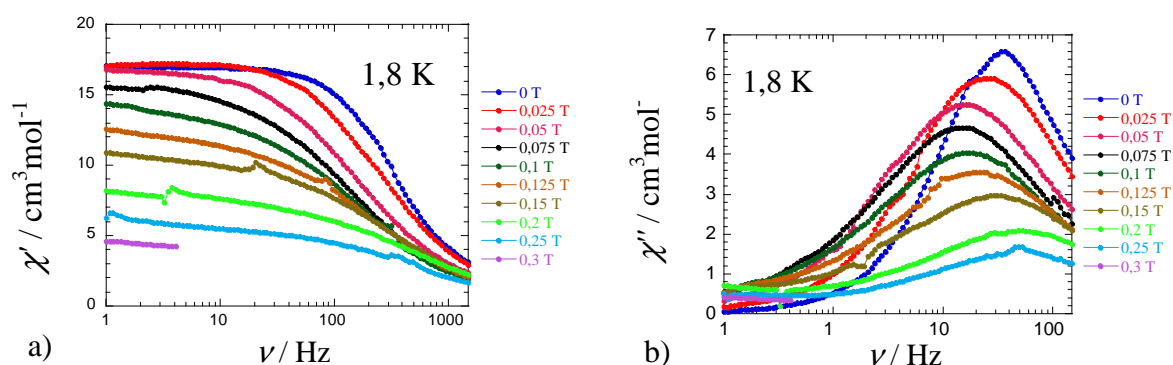 20
15
10
5
0
χ' / cm³mol⁻¹
1,8 K
1
10
100
1000
ν / Hz
a)
0 T
0,025 T
0,05 T
0,075 T
0,1 T
0,125 T
0,15 T
0,2 T
0,25 T
0,3 T
7
6
5
4
3
2
1
0
χ'' / cm³mol⁻
1,8 K
1
1
10
100
ν / Hz
b)
0 T
0,025 T
0,05 T
0,075 T
0,1 T
0,125 T
0,15 T
0,2 T
0,25 T
0,3 T